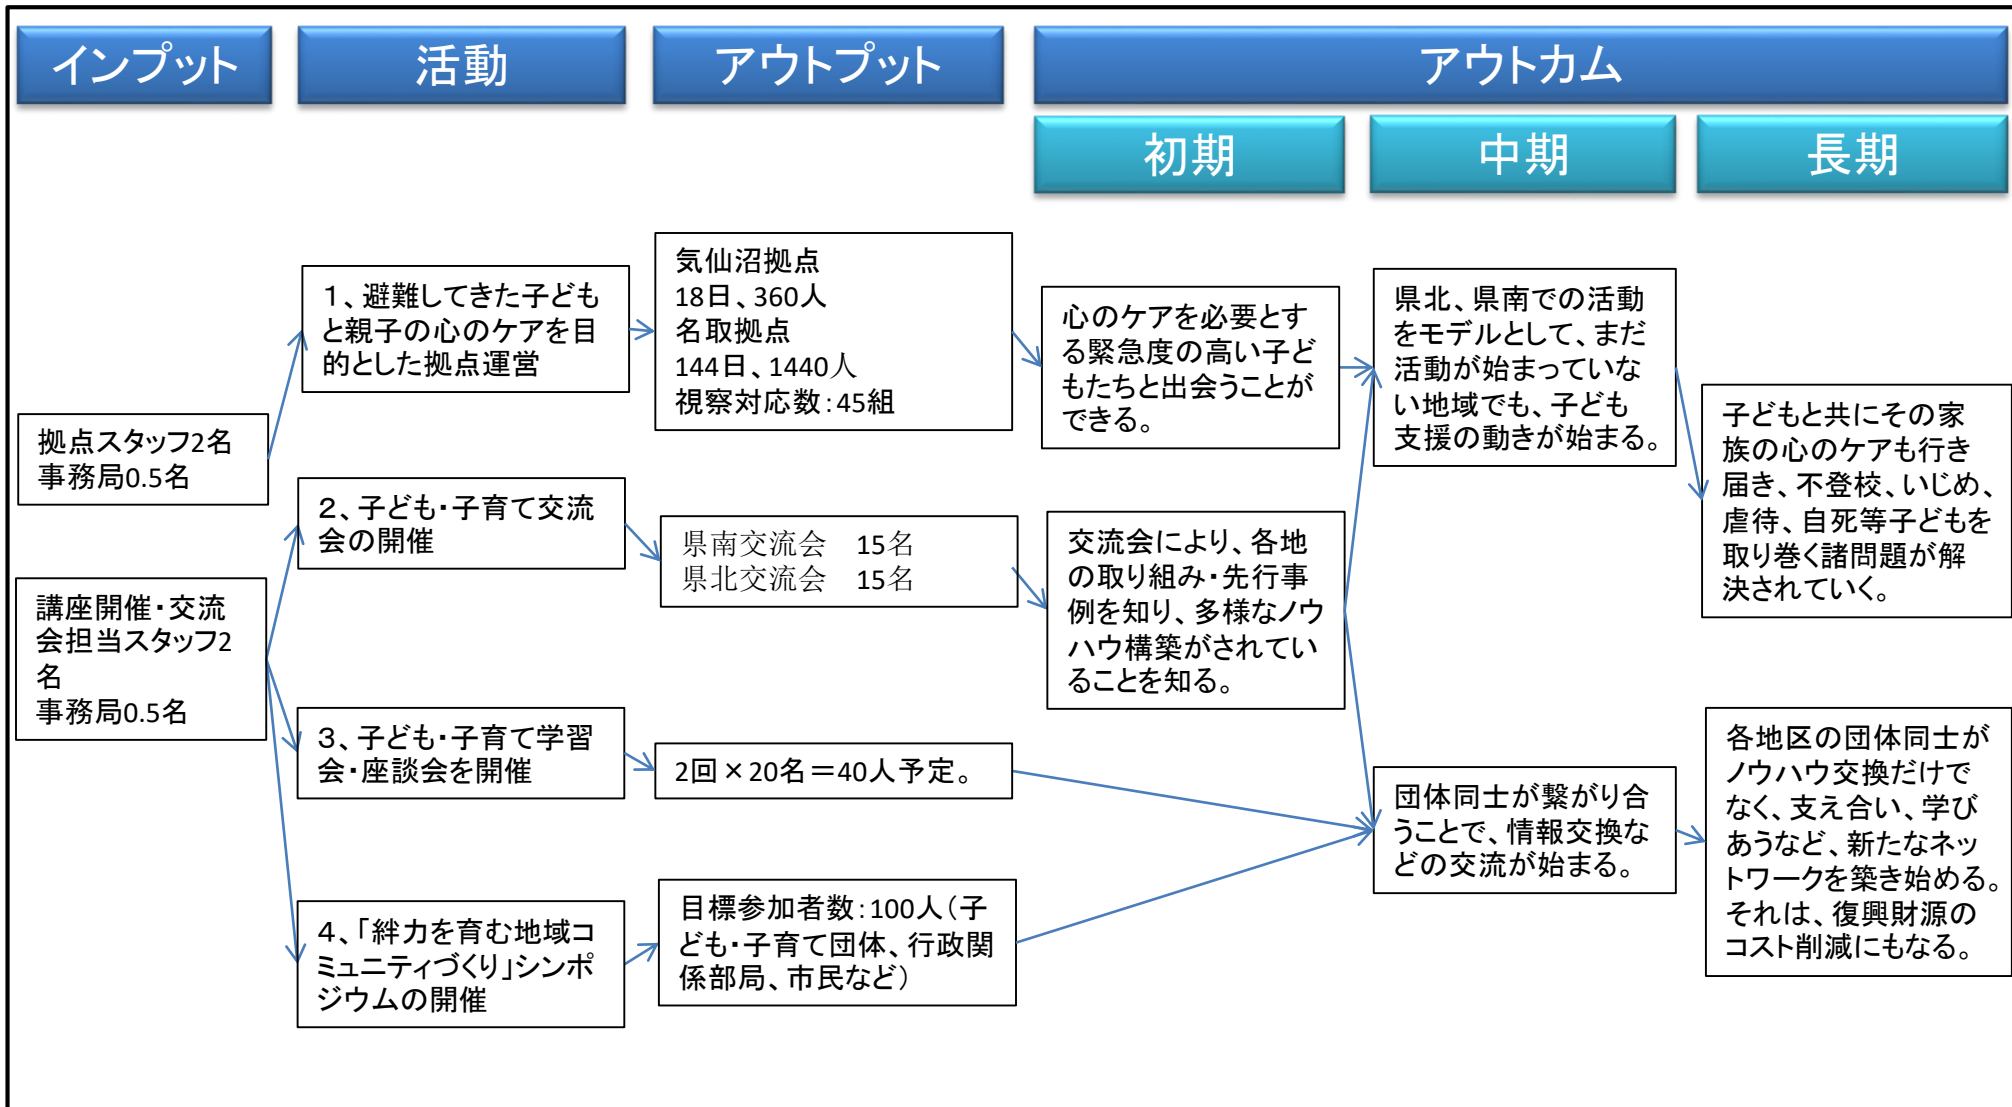 インプット
活動
アウトプット
アウトカム
初期
中期
長期
拠点スタッフ2名
事務局0.5名
講座開催・交流
会担当スタッフ2
名
事務局0.5名
1、避難してきた子ども
と親子の心のケアを目
的とした拠点運営
2、子ども・子育て交流
会の開催
3、子ども・子育て学習
会・座談会を開催
4、「絆力を育む地域コ
ミュニティづくり」シンポ
ジウムの開催
気仙沼拠点
18日、360人
名取拠点
144日、1440人
視察対応数：45組
県南交流会　15名
県北交流会　15名
2回×20名＝40人予定。
目標参加者数：100人（子
ども・子育て団体、行政関
係部局、市民など）
心のケアを必要とす
る緊急度の高い子ど
もたちと出会うことが
できる。
交流会により、各地
の取り組み・先行事
例を知り、多様なノウ
ハウ構築がされてい
ることを知る。
県北、県南での活動
をモデルとして、まだ
活動が始まっていな
い地域でも、子ども
支援の動きが始まる。
団体同士が繋がり合
うことで、情報交換な
どの交流が始まる。
子どもと共にその家
族の心のケアも行き
届き、不登校、いじめ、
虐待、自死等子どもを
取り巻く諸問題が解
決されていく。
各地区の団体同士が
ノウハウ交換だけで
なく、支え合い、学び
あうなど、新たなネッ
トワークを築き始める。
それは、復興財源の
コスト削減にもなる。